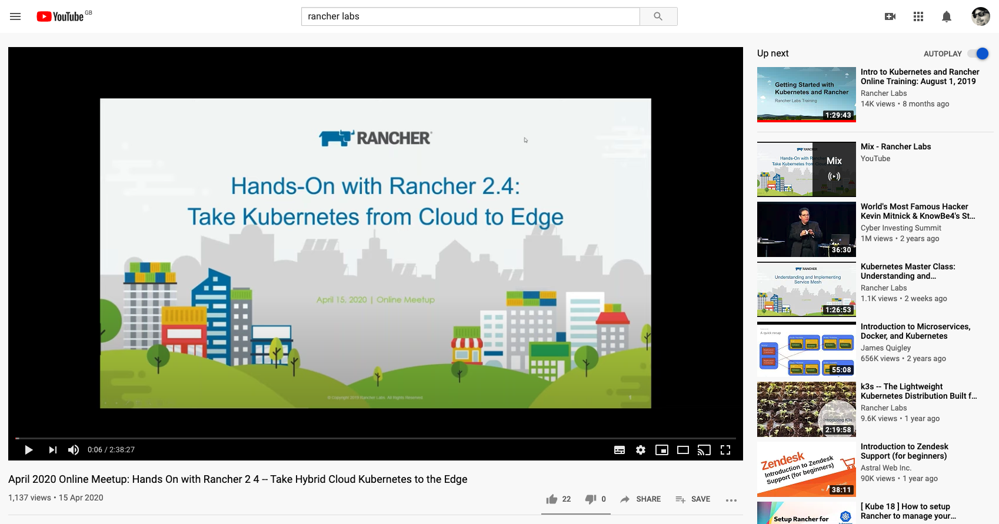 YouTube GB
rancher labs
RANCHER
Hands-On with Rancher 2.4:
Take Kubernetes from Cloud to Edge
April 15, 2020 | Online Meetup
© Copyright 2019 Rancher Labs. All Rights Reserved.
1
0:06 / 2:38:27
April 2020 Online Meetup: Hands On with Rancher 2 4 -- Take Hybrid Cloud Kubernetes to the Edge
1,137 views • 15 Apr 2020
22
0
SHARE
SAVE
Up next
AUTOPLAY
Getting Started with
Kubernetes and Rancher
Rancher Labs Training
1:29:43
Intro to Kubernetes and Rancher
Online Training: August 1, 2019
Rancher Labs
14K views • 8 months ago
RANCHER
Hands-On with Rancher
Take Kubernetes from Cloud
Mix
Mix - Rancher Labs
YouTube
36:30
World's Most Famous Hacker
Kevin Mitnick & KnowBe4's St...
Cyber Investing Summit
1M views • 2 years ago
RANCHER
Understanding and Implementing
Service Mesh
1:26:53
Kubernetes Master Class:
Understanding and...
Rancher Labs
1.1K views • 2 weeks ago
A quick recap
55:08
Introduction to Microservices,
Docker, and Kubernetes
James Quigley
656K views • 2 years ago
Introducing K3s
2:19:58
k3s -- The Lightweight
Kubernetes Distribution Built f...
Rancher Labs
9.6K views • 1 year ago
Zendesk
Introduction to Zendesk
Support (for beginners)
38:11
Introduction to Zendesk
Support (for beginners)
Astral Web Inc.
90K views • 1 year ago
Setup Rancher for
[ Kube 18 ] How to setup
Rancher to manage your...